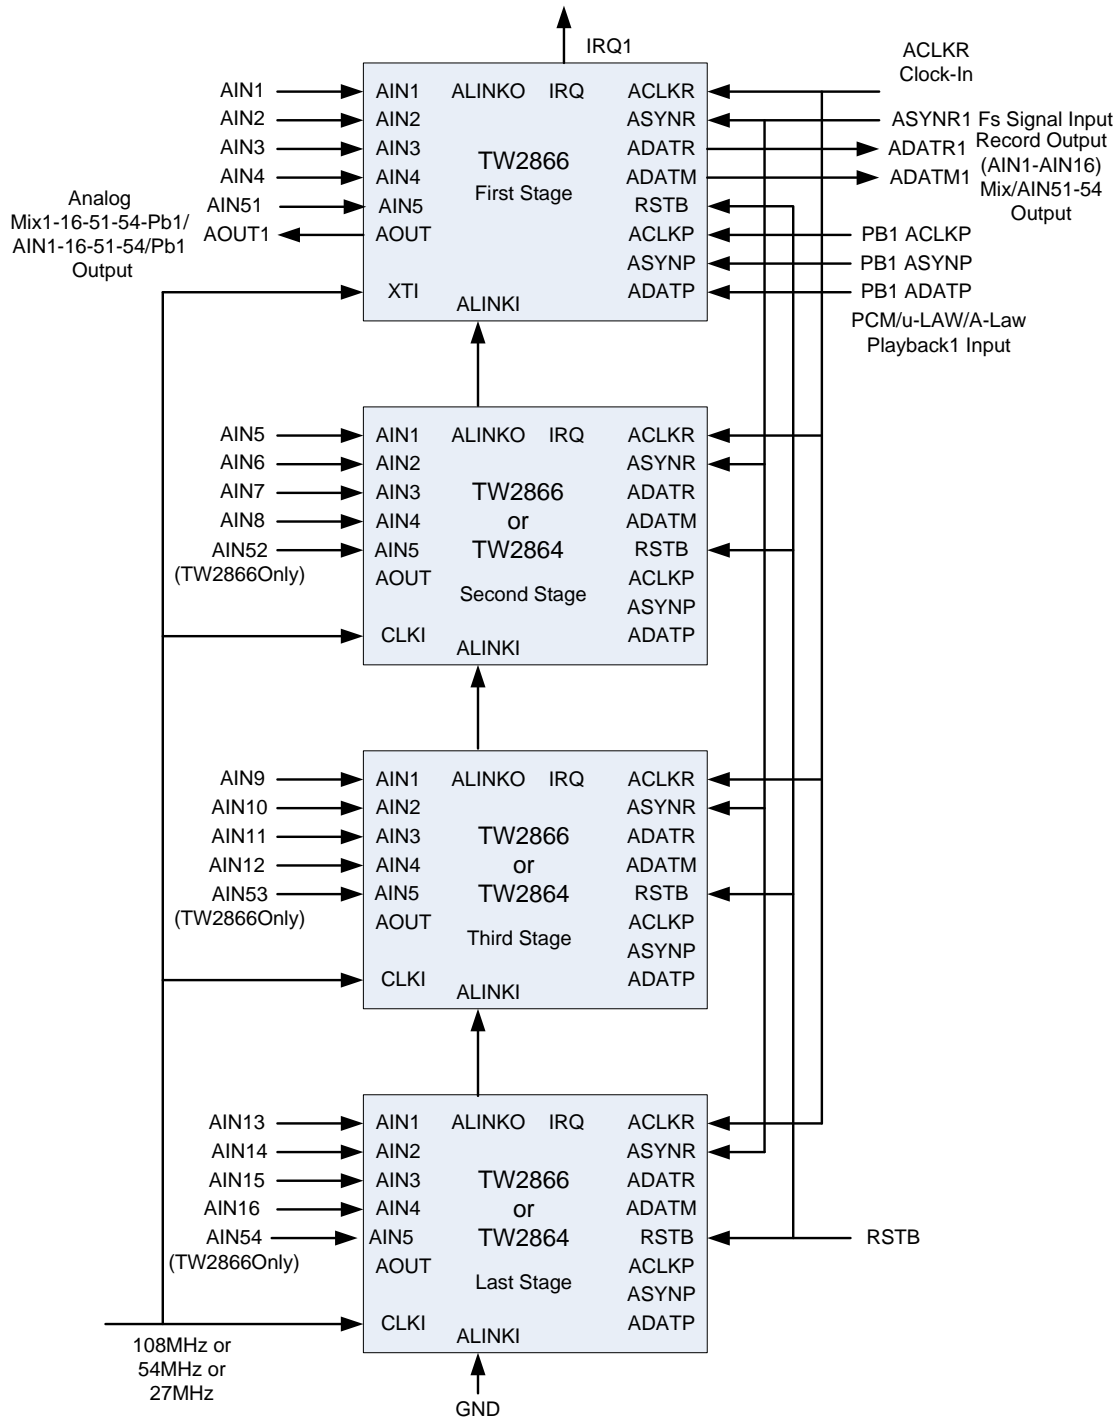 IRQ1
ACLKR
Clock-In
AIN1 AIN1 ALINKO IRQ ACLKR
AIN2 AIN2 ASYNR ASYNR1 Fs Signal Input
AIN3 AIN3 ADATR ADATR1 Record Output
TW2866
(AIN1-AIN16)
AIN4 AIN4 ADATM ADATM1 Mix/AIN51-54
Output
First Stage
AIN51 AIN5 RSTB
Analog
Mix1-16-51-54-Pb1/
AIN1-16-51-54/Pb1
Output
AOUT1 AOUT ACLKP PB1 ACLKP
ASYNP PB1 ASYNP
XTI ADATP PB1 ADATP
ALINKI
PCM/u-LAW/A-Law
Playback1 Input
AIN5 AIN1 ALINKO IRQ ACLKR
AIN6 AIN2 ASYNR
AIN7 AIN3 TW2866 ADATR
AIN8 AIN4 or ADATM
AIN52 AIN5 TW2864 RSTB
(TW2866Only) AOUT ACLKP
Second Stage ASYNP
CLKI ADATP
ALINKI
AIN9 AIN1 ALINKO IRQ ACLKR
AIN10 AIN2 ASYNR
AIN11 AIN3 TW2866 ADATR
AIN12 AIN4 or ADATM
AIN53 AIN5 TW2864 RSTB
(TW2866Only) AOUT ACLKP
Third Stage ASYNP
CLKI ADATP
ALINKI
AIN13 AIN1 ALINKO IRQ ACLKR
AIN14 AIN2 ASYNR
AIN15 AIN3 TW2866 ADATR
AIN16 AIN4 or ADATM
AIN54 AIN5 TW2864 RSTB RSTB
(TW2866Only) AOUT ACLKP
Last Stage ASYNP
CLKI ADATP
ALINKI
108MHz or
54MHz or
27MHz
GND